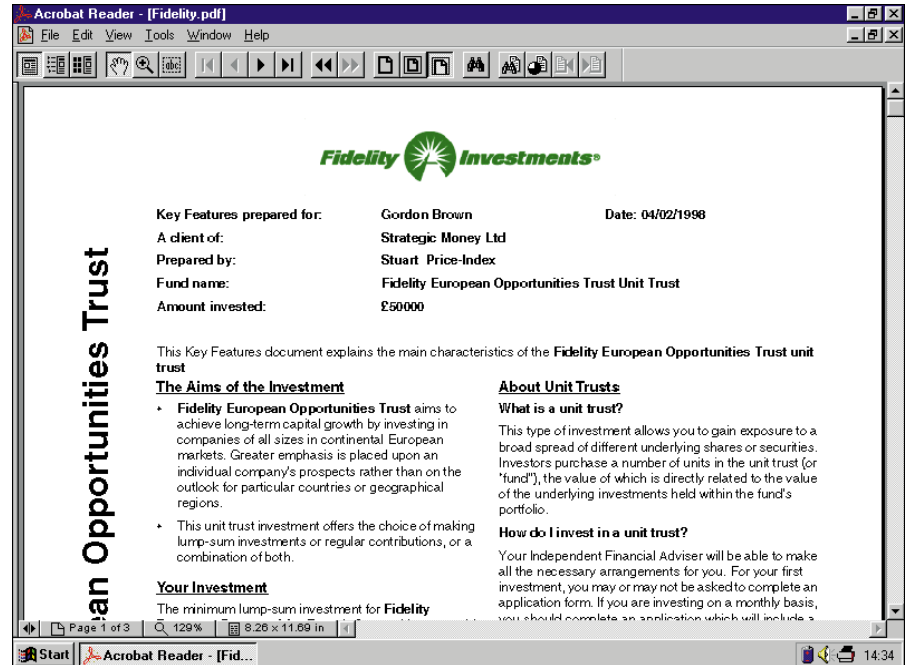 Acrobat Reader - [Fidelity.pdf]
File Edit View Tools Window Help
Fidelity Investments®
Key Features prepared for: Gordon Brown Date: 04/02/1998
A client of: Strategic Money Ltd
Prepared by: Stuart Price-Index
Fund name: Fidelity European Opportunities Trust Unit Trust
Amount invested: £50000
ean Opportunities Trust
This Key Features document explains the main characteristics of the Fidelity European Opportunities Trust unit
trust
The Aims of the Investment
+ Fidelity European Opportunities Trust aims to
achieve long-term capital growth by investing in
companies of all sizes in continental European
markets. Greater emphasis is placed upon an
individual company's prospects rather than on the
outlook for particular countries or geographical
regions.
+ This unit trust investment offers the choice of making
lump-sum investments or regular contributions, or a
combination of both.
Your Investment
The minimum lump-sum investment for Fidelity
About Unit Trusts
What is a unit trust?
This type of investment allows you to gain exposure to a
broad spread of different underlying shares or securities.
Investors purchase a number of units in the unit trust (or
"fund"), the value of which is directly related to the value
of the underlying investments held within the fund's
portfolio.
How do I invest in a unit trust?
Your Independent Financial Adviser will be able to make
all the necessary arrangements for you. For your first
investment, you may or may not be asked to complete an
application form. If you are investing on a monthly basis,
you should complete an application which will include a
Page 1 of 3 129% 8.26 x 11.69 in
Start Acrobat Reader - [Fid... 14:34